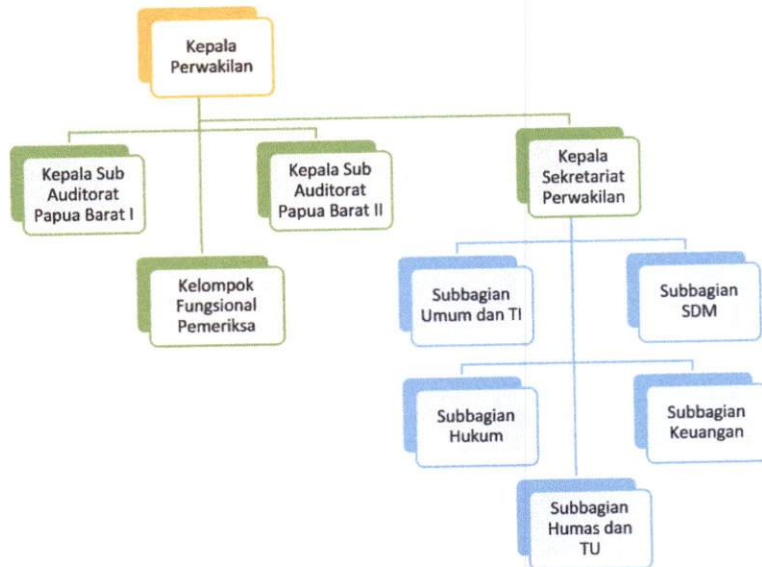 Kepala
Perwakilan
Kepala Sub
Auditorat
Papua Barat I
Kepala Sub
Auditorat
Papua Barat II
Kepala
Sekretariat
Perwakilan
Kelompok
Fungsional
Pemeriksa
Subbagian
Umum dan TI
Subbagian
SDM
Subbagian
Hukum
Subbagian
Keuangan
Subbagian
Humas dan
TU